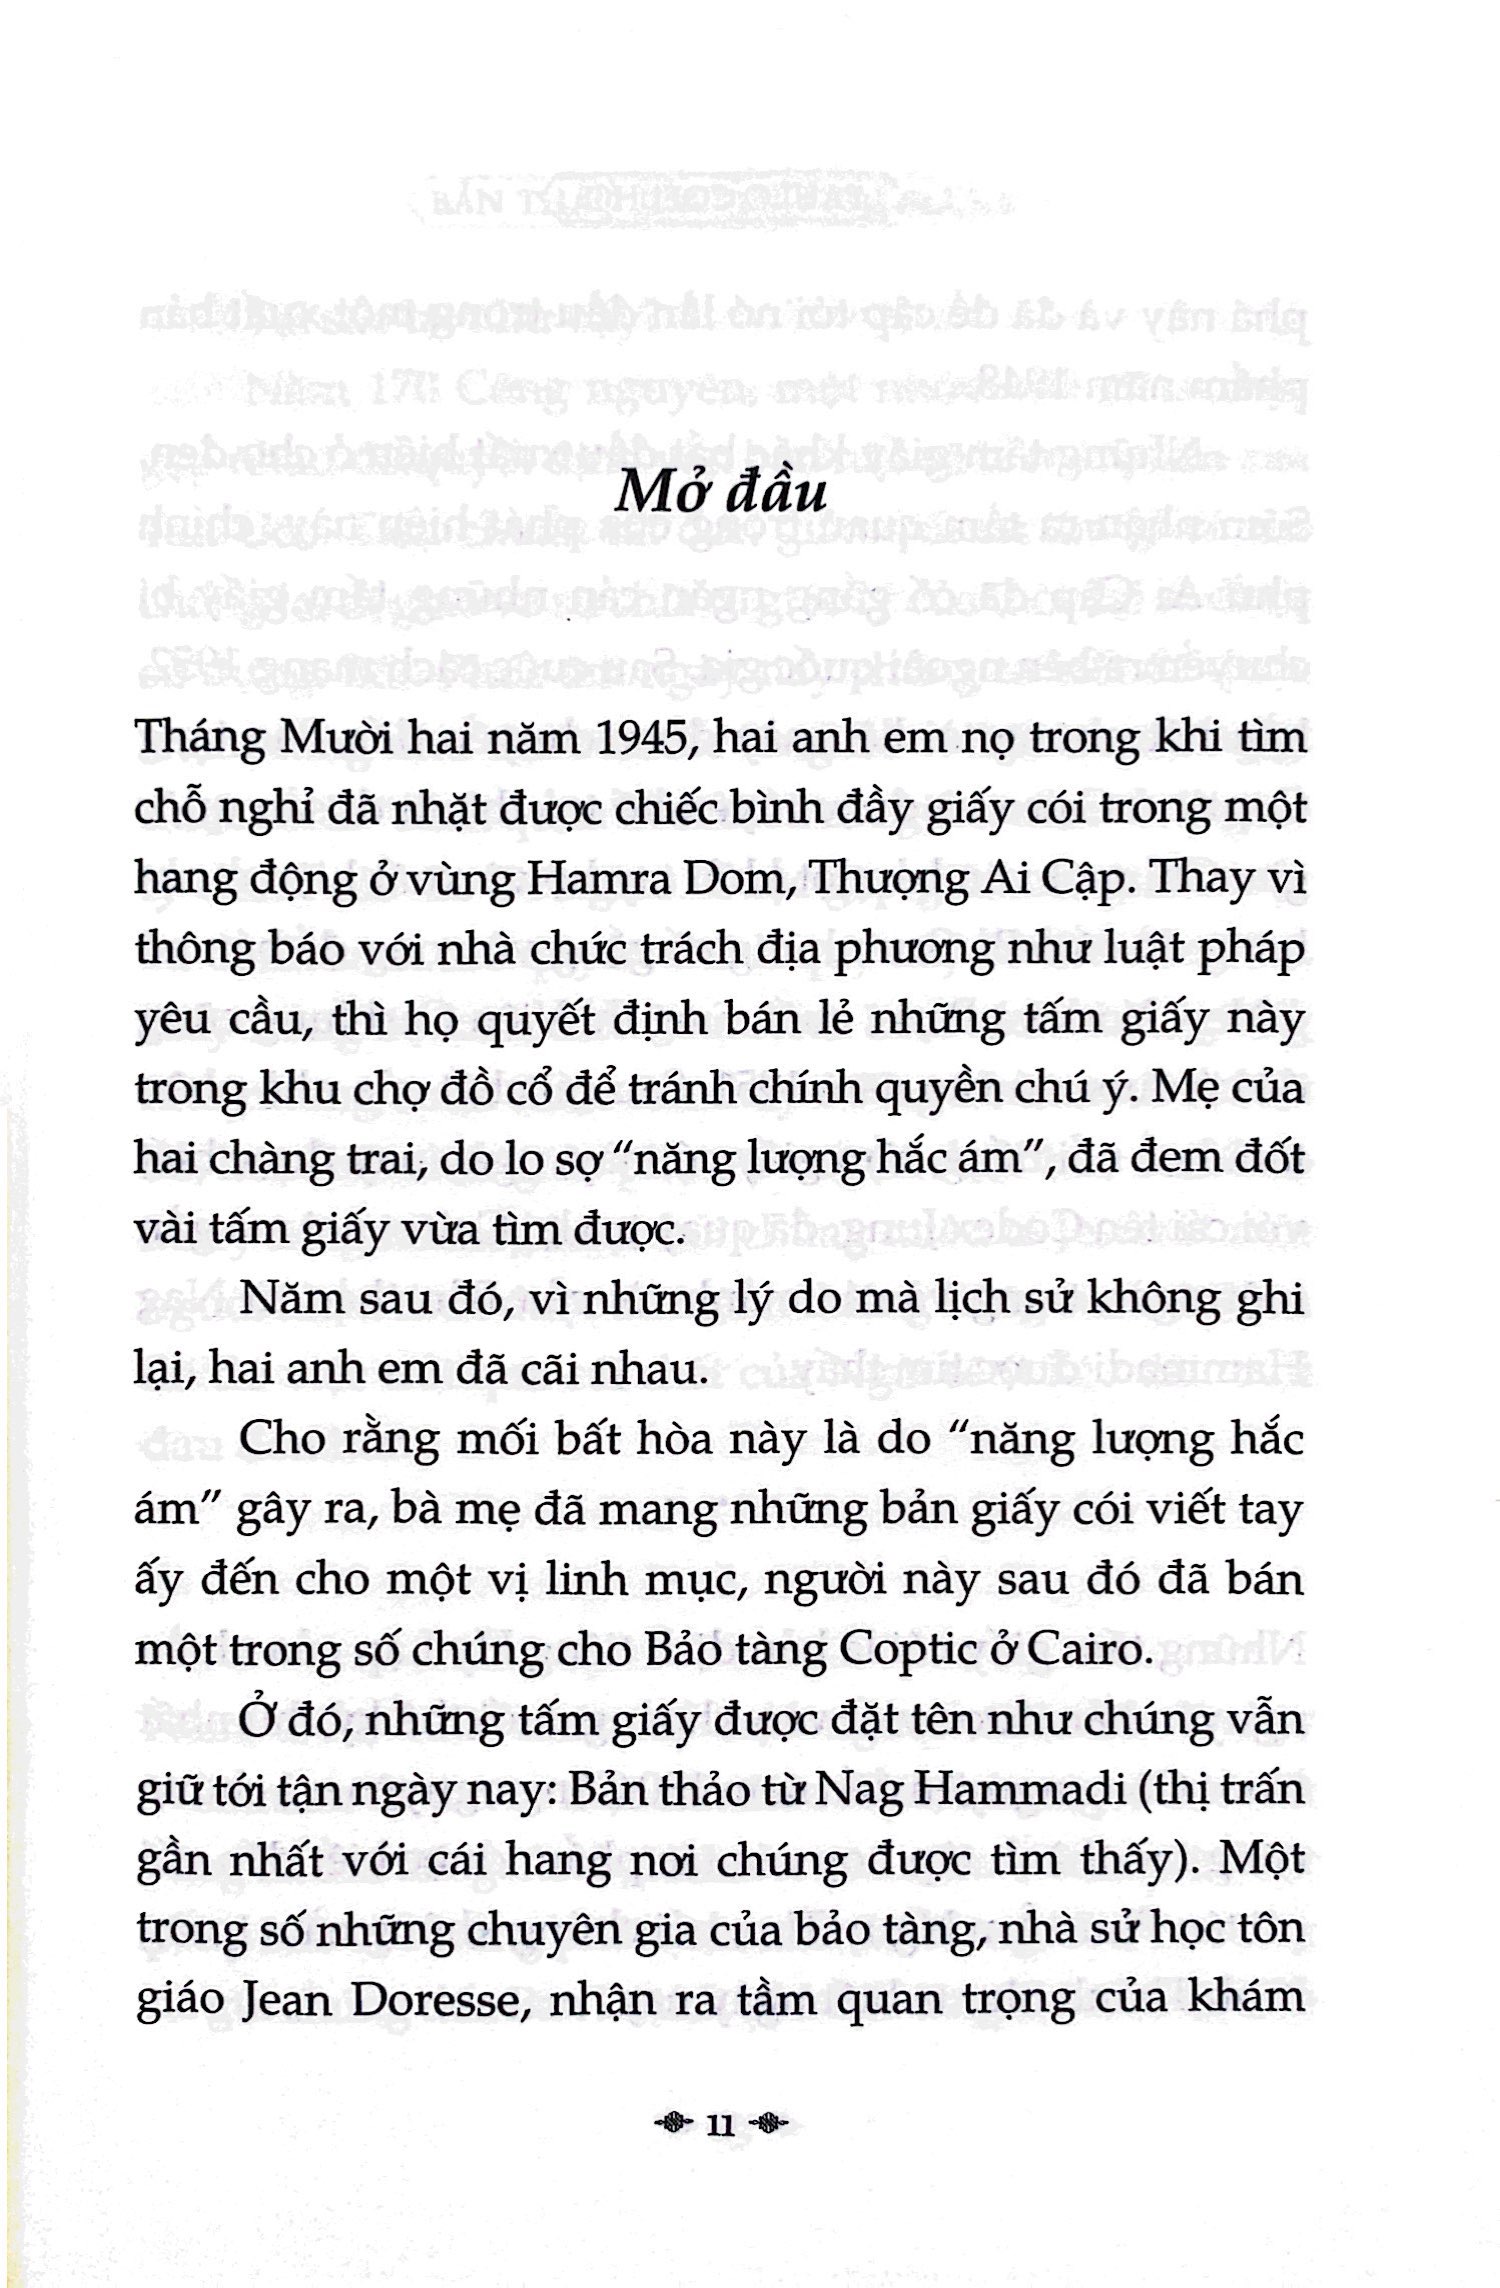 Mở đầu
Tháng Mười hai năm 1945, hai anh em nọ trong khi tìm
chỗ nghỉ đã nhặt được chiếc bình đầy giấy cói trong một
hang động ở vùng Hamra Dom, Thượng Ai Cập. Thay vì
thông báo với nhà chức trách địa phương như luật pháp
yêu cầu, thì họ quyết định bán lẻ những tấm giấy này
trong khu chợ đồ cổ để tránh chính quyền chú ý. Mẹ của
hai chàng trai, do lo sợ “năng lượng hắc ám”, đã đem đốt
vài tấm giấy vừa tìm được.
Năm sau đó, vì những lý do mà lịch sử không ghi
lại, hai anh em đã cãi nhau.
Cho rằng mối bất hòa này là do “năng lượng hắc
ám” gây ra, bà mẹ đã mang những bản giấy cói viết tay
ấy đến cho một vị linh mục, người này sau đó đã bán
một trong số chúng cho Bảo tàng Coptic ở Cairo.
Ở đó, những tấm giấy được đặt tên như chúng vẫn
giữ tới tận ngày nay: Bản thảo từ Nag Hammadi (thị trấn
gần nhất với cái hang nơi chúng được tìm thấy). Một
trong số những chuyên gia của bảo tàng, nhà sử học tôn
giáo Jean Doresse, nhận ra tầm quan trọng của khám
11